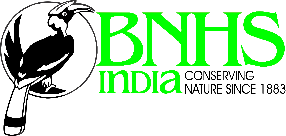 BNHS
INDIA CONSERVING
NATURE SINCE 1883